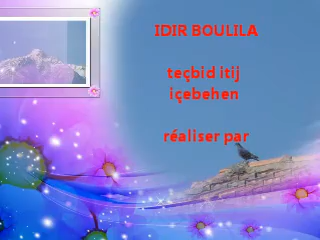 IDIR BOULILA
teçbid itij
içebehen
réaliser par